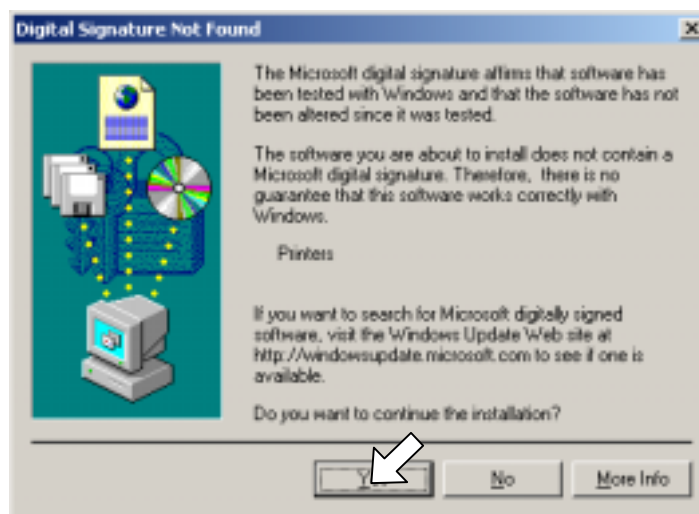 Digital Signature Not Found
The Microsoft digital signature affirms that software has
been tested with Windows and that the software has not
been altered since it was tested.
The software you are about to install does not contain a
Microsoft digital signature. Therefore, there is no
guarantee that this software works correctly with
Windows.
Printers
If you want to search for Microsoft digitally signed
software, visit the Windows Update Web site at
http://windowsupdate.microsoft.com to see if one is
available.
Do you want to continue the installation?
No
More Info